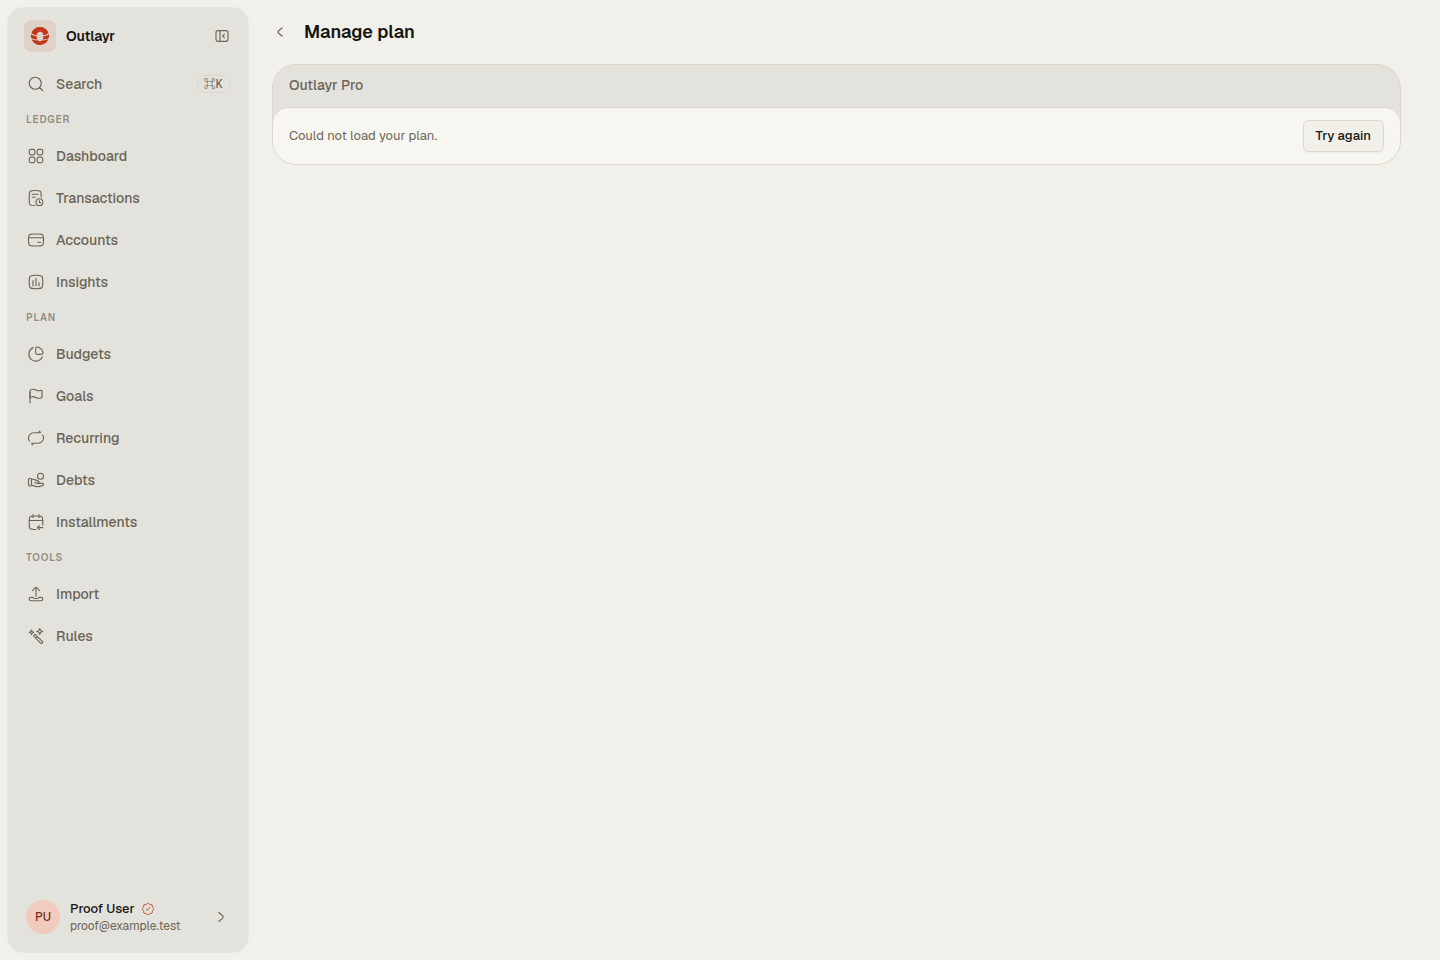 Outlayr
Search ⌘K
LEDGER
Dashboard
Transactions
Accounts
Insights
PLAN
Budgets
Goals
Recurring
Debts
Installments
TOOLS
Import
Rules
PU
Proof User
proof@example.test
Manage plan
Outlayr Pro
Could not load your plan.
Try again